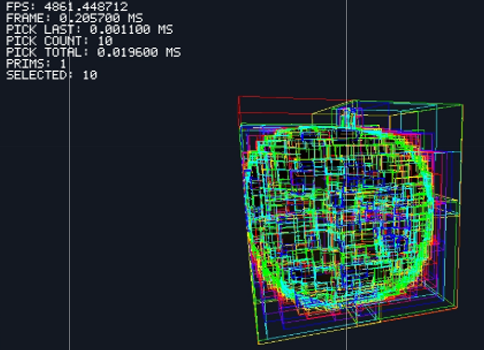 FPS: 4861.448712
FRAME: 0.205700 MS
PICK LAST: 0.001100 MS
PICK COUNT: 10
PICK TOTAL: 0.019600 MS
PRIMS: 1
SELECTED: 10